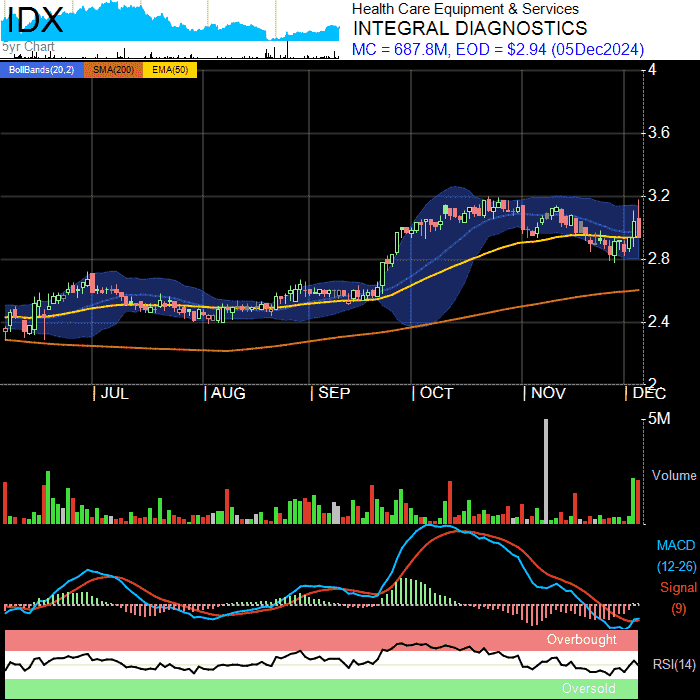 IDX
5yr Chart
Health Care Equipment & Services
INTEGRAL DIAGNOSTICS
MC = 687.8M, EOD = $2.94 (05Dec2024)
BollBands(20,2) SMA(200) EMA(50)
4
3.6
3.2
2.8
2.4
2
| JUL | AUG | SEP | OCT | NOV | DEC
5M
Volume
MACD
(12-26)
Signal
(9)
Overbought
RSI(14)
Oversold